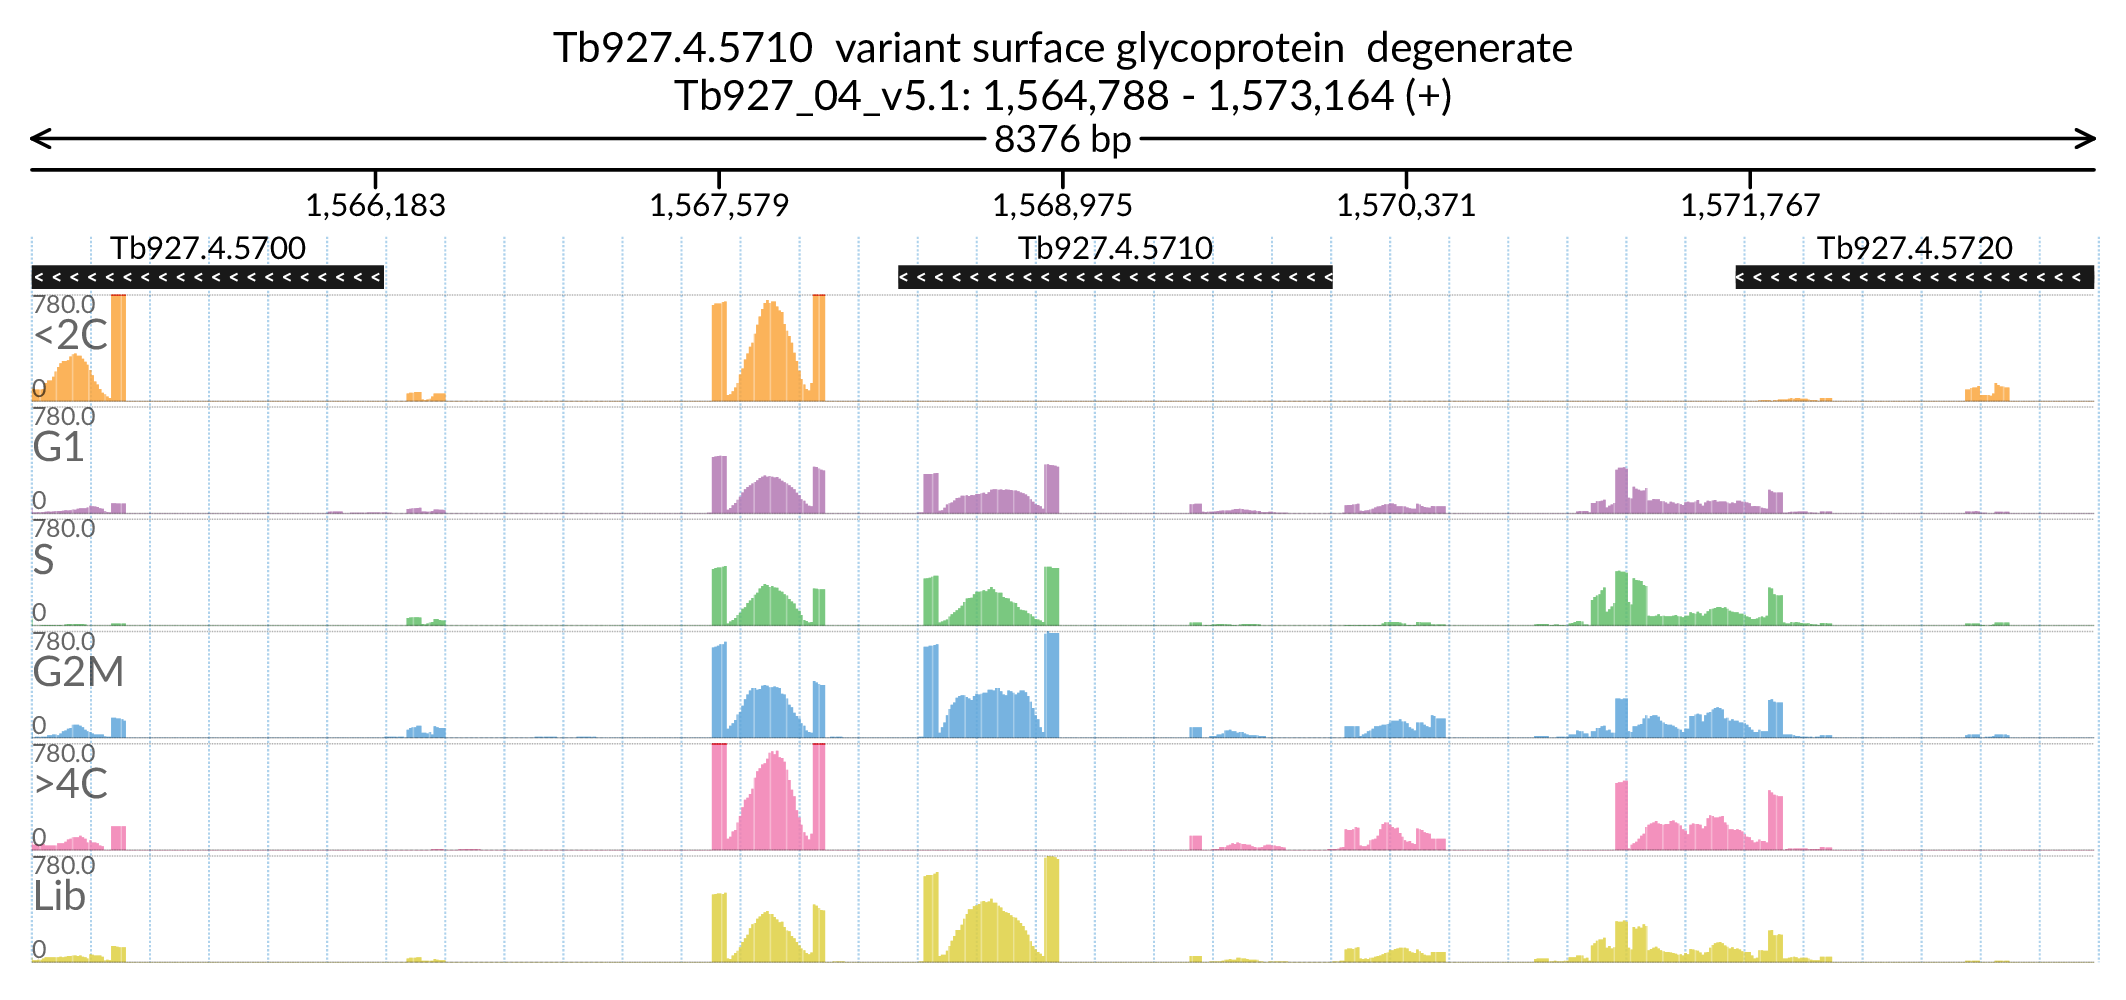 Tb927.4.5710  variant surface glycoprotein  degenerate
Tb927_04_v5.1: 1,564,788 - 1,573,164 (+)
8376 bp
1,566,183 1,567,579 1,568,975 1,570,371 1,571,767
Tb927.4.5700 Tb927.4.5710 Tb927.4.5720
780.0
<2C
0
780.0
G1
0
780.0
S
0
780.0
G2M
0
780.0
>4C
0
780.0
Lib
0